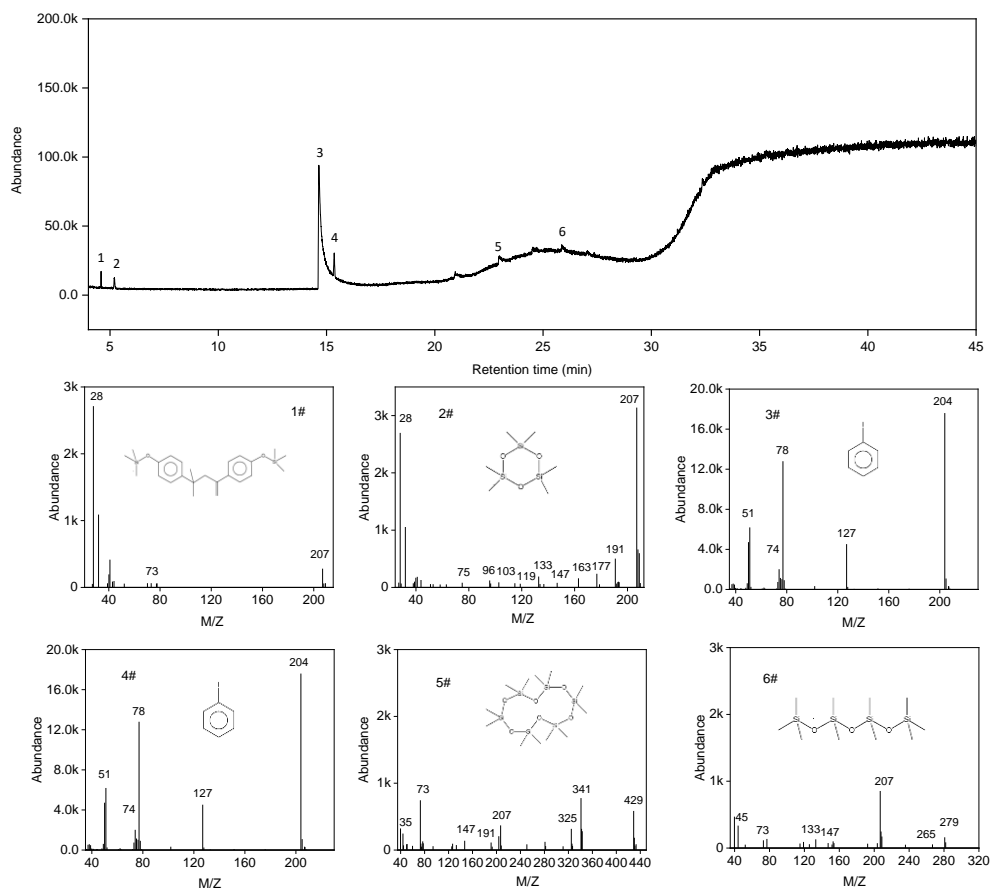 200.0k
150.0k
100.0k
50.0k
0.0
Abundance
1 2 3 4 5 6
5 10 15 20 25 30 35 40 45
Retention time (min)
3k
2k
1k
0
Abundance
28
1#
73
207
40 80 120 160 200
M/Z
3k
2k
1k
0
Abundance
28
2#
207
75 96 103 119 133 147 163 177 191
40 80 120 160 200
M/Z
20.0k
16.0k
12.0k
8.0k
4.0k
0.0
Abundance
3#
204
78
51
74
127
40 80 120 160 200
M/Z
20.0k
16.0k
12.0k
8.0k
4.0k
0.0
Abundance
4#
204
78
51
74
127
40 80 120 160 200
M/Z
3k
2k
1k
0
Abundance
5#
35 73 147 191 207 325 341 429
40 80 120 160 200 240 280 320 360 400 440
M/Z
3k
2k
1k
0
Abundance
6#
45 73 133 147 207 265 279
40 80 120 160 200 240 280 320
M/Z